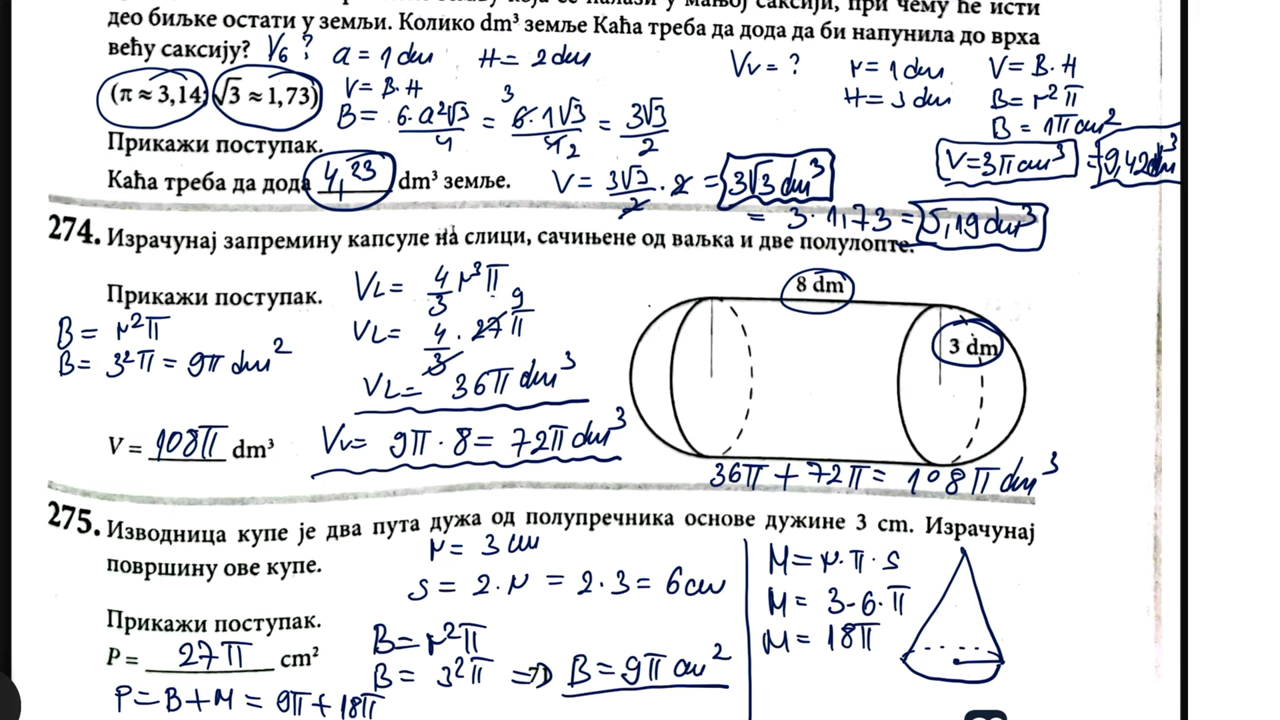 део биљке остати у земљи. Колико dm³ земље Каћа треба да дода да би напунила до врха
већу саксију? V₆ ? a = 1 dm H = 2 dm Vv = ? r = 1 dm V = B · H
(π ≈ 3,14; √3 ≈ 1,73) V = B · H H = 3 dm B = r²π
B = 6·a²√3/4 = 6·1√3/4 = 3√3/2 B = 1π cm²
3 2
Прикажи поступак. V = 3π cm³ = 9,42 dm³
Каћа треба да дода 4,23 dm³ земље. V = 3√3/2 · 2 = 3√3 dm³
= 3 · 1,73 = 5,19 dm³
274. Израчунај запремину капсуле на слици, сачињене од ваљка и две полулопте.
Прикажи поступак. VL = 4/3 r³π 8 dm
B = r²π VL = 4/3 · 27π 9
B = 3²π = 9π dm² 3 dm
VL = 36π dm³
V = 108π dm³ Vv = 9π · 8 = 72π dm³
36π + 72π = 108π dm³
275. Изводница купе је два пута дужа од полупречника основе дужине 3 cm. Израчунај
површину ове купе. r = 3 cm M = r·π·s
s = 2·r = 2·3 = 6 cm M = 3·6·π
Прикажи поступак. B = r²π M = 18π
P = 27π cm² B = 3²π ⇒ B = 9π cm²
P = B + M = 9π + 18π